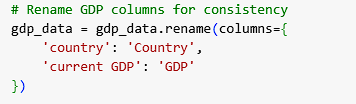 # Rename GDP columns for consistency
gdp_data = gdp_data.rename(columns={
    'country': 'Country',
    'current GDP': 'GDP'
})